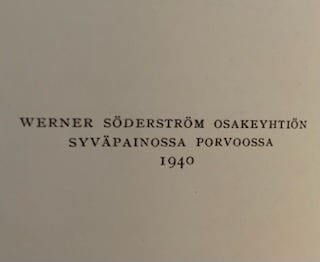 WERNER SÖDERSTRÖM OSAKEYHTIÖN
SYVÄPAINOSSA PORVOOSSA
1940